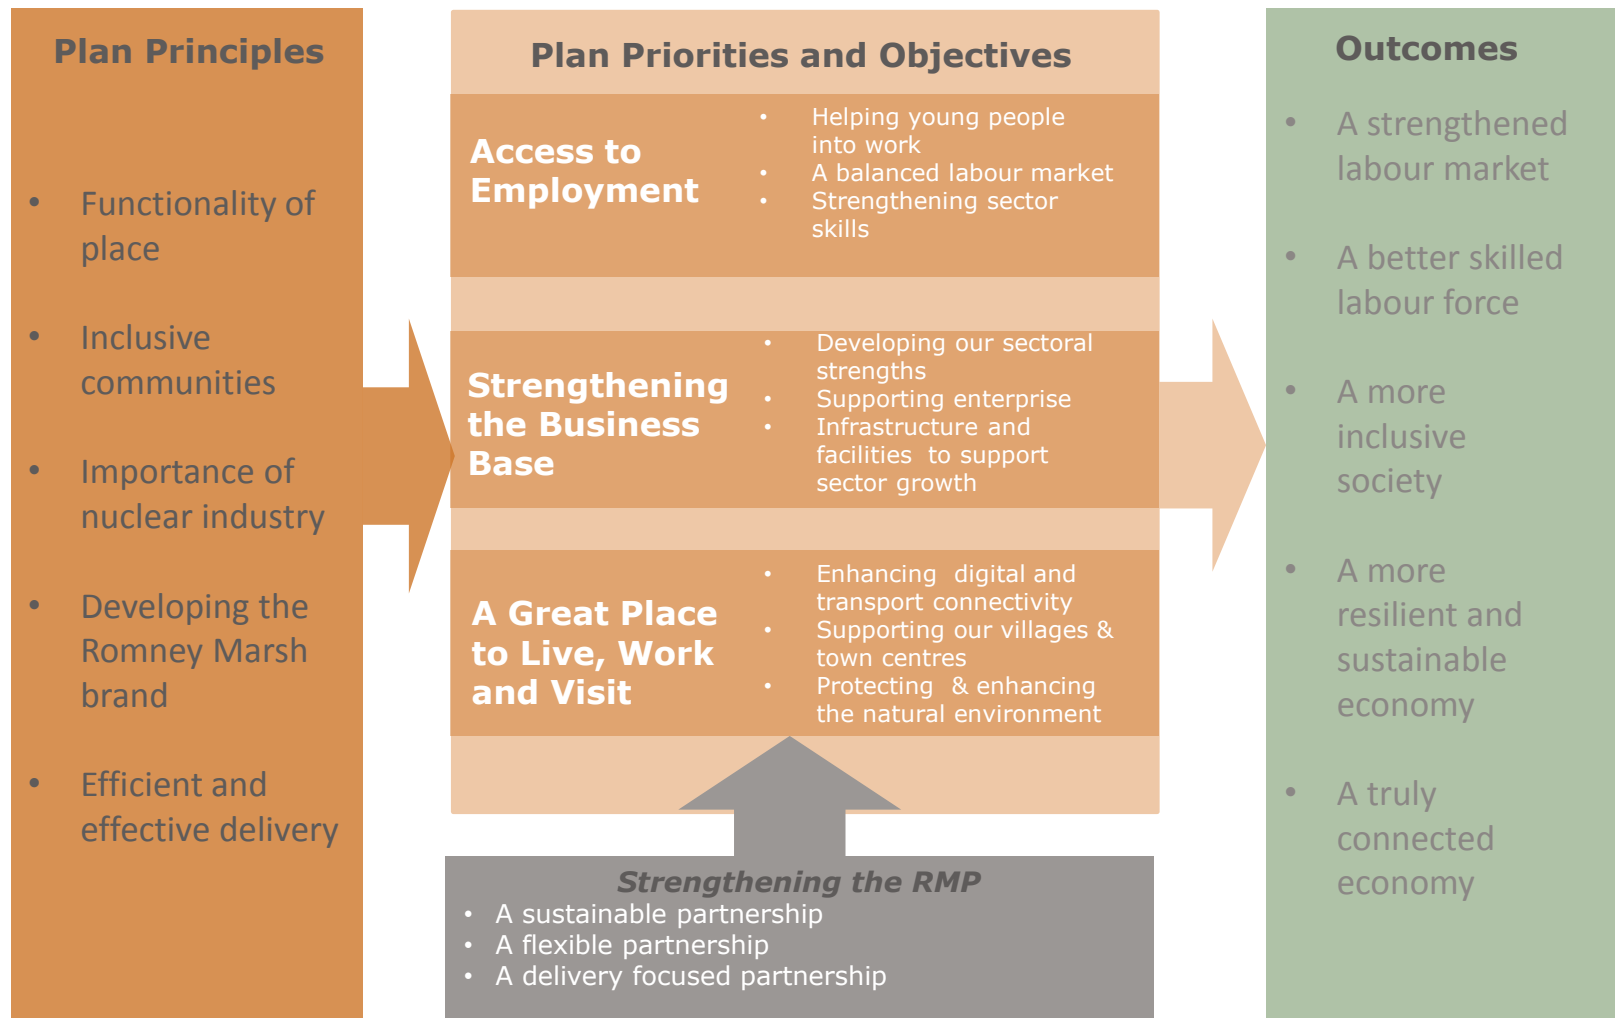 Plan Principles
• Functionality of
place
• Inclusive
communities
• Importance of
nuclear industry
• Developing the
Romney Marsh
brand
• Efficient and
effective delivery
Plan Priorities and Objectives
Access to
Employment
• Helping young people
into work
• A balanced labour market
• Strengthening sector
skills
Strengthening
the Business
Base
• Developing our sectoral
strengths
• Supporting enterprise
• Infrastructure and
facilities to support
sector growth
A Great Place
to Live, Work
and Visit
• Enhancing digital and
transport connectivity
• Supporting our villages &
town centres
• Protecting & enhancing
the natural environment
Strengthening the RMP
• A sustainable partnership
• A flexible partnership
• A delivery focused partnership
Outcomes
• A strengthened
labour market
• A better skilled
labour force
• A more
inclusive
society
• A more
resilient and
sustainable
economy
• A truly
connected
economy